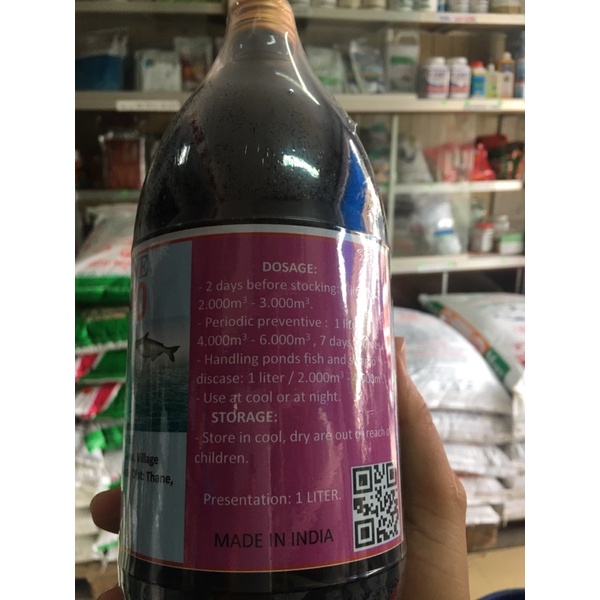 E
DOSAGE:
- 2 days before stocking:
2.000m³ - 3.000m³.
- Periodic preventive : 1
4.000m³ - 6.000m³ , 7 days
- Handling ponds fish and
discase: 1 liter / 2.000m³ -
- Use at cool or at night.
STORAGE:
- Store in cool, dry are out of reach
children.
Village
Thane,
Presentation: 1 LITER.
MADE IN INDIA